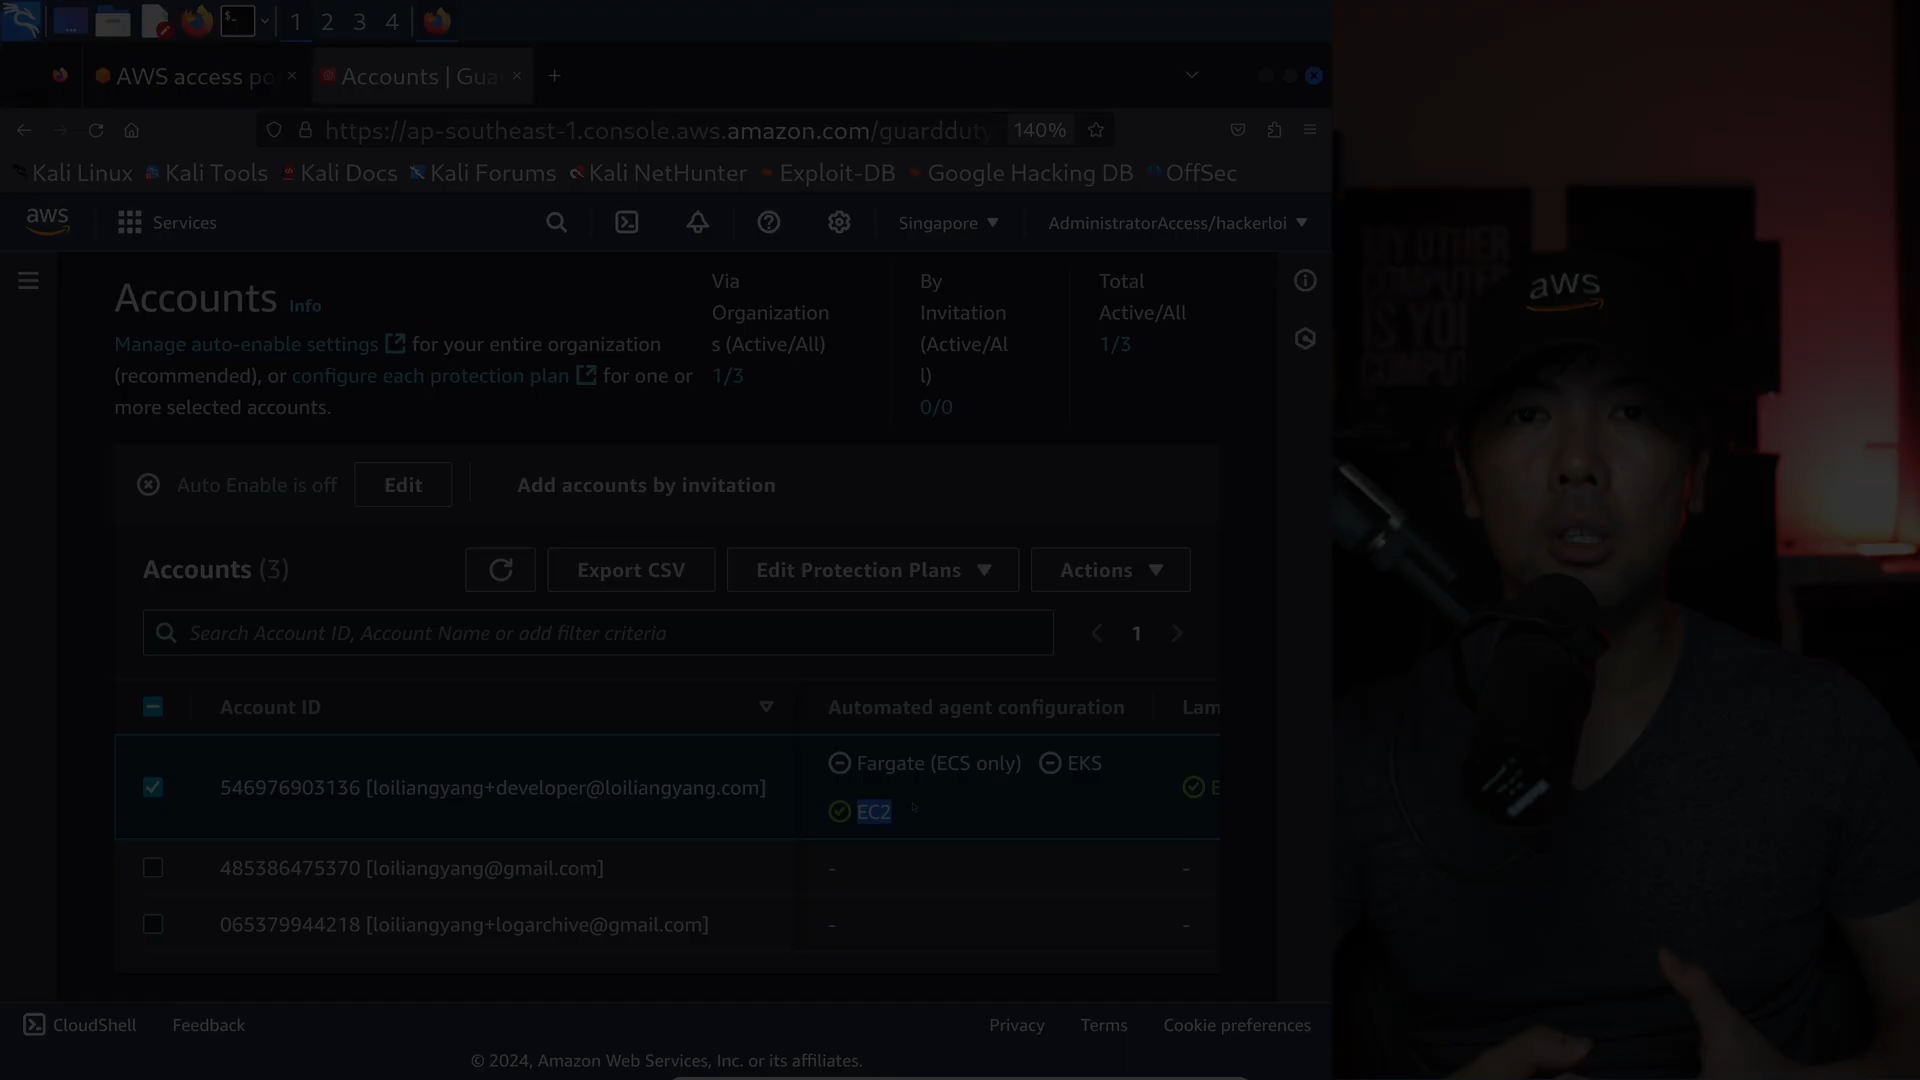 1 2 3 4
AWS access po
Accounts | Gua
https://ap-southeast-1.console.aws.amazon.com/guardduty
140%
Kali Linux Kali Tools Kali Docs Kali Forums Kali NetHunter Exploit-DB Google Hacking DB OffSec
aws
Services
Singapore
AdministratorAccess/hackerloi
Accounts Info
Manage auto-enable settings for your entire organization
(recommended), or configure each protection plan for one or
more selected accounts.
Via
Organization
s (Active/All)
1/3
By
Invitation
(Active/Al
l)
0/0
Total
Active/All
1/3
Auto Enable is off
Edit
Add accounts by invitation
Accounts (3)
Export CSV
Edit Protection Plans
Actions
Search Account ID, Account Name or add filter criteria
1
Account ID
Automated agent configuration
Lam
546976903136 [loiliangyang+developer@loiliangyang.com]
Fargate (ECS only) EKS
EC2
E
485386475370 [loiliangyang@gmail.com]
-
-
065379944218 [loiliangyang+logarchive@gmail.com]
-
-
CloudShell
Feedback
Privacy
Terms
Cookie preferences
© 2024, Amazon Web Services, Inc. or its affiliates.
MY OTHER
COMPUTER
IS YOU
COMPU
aws